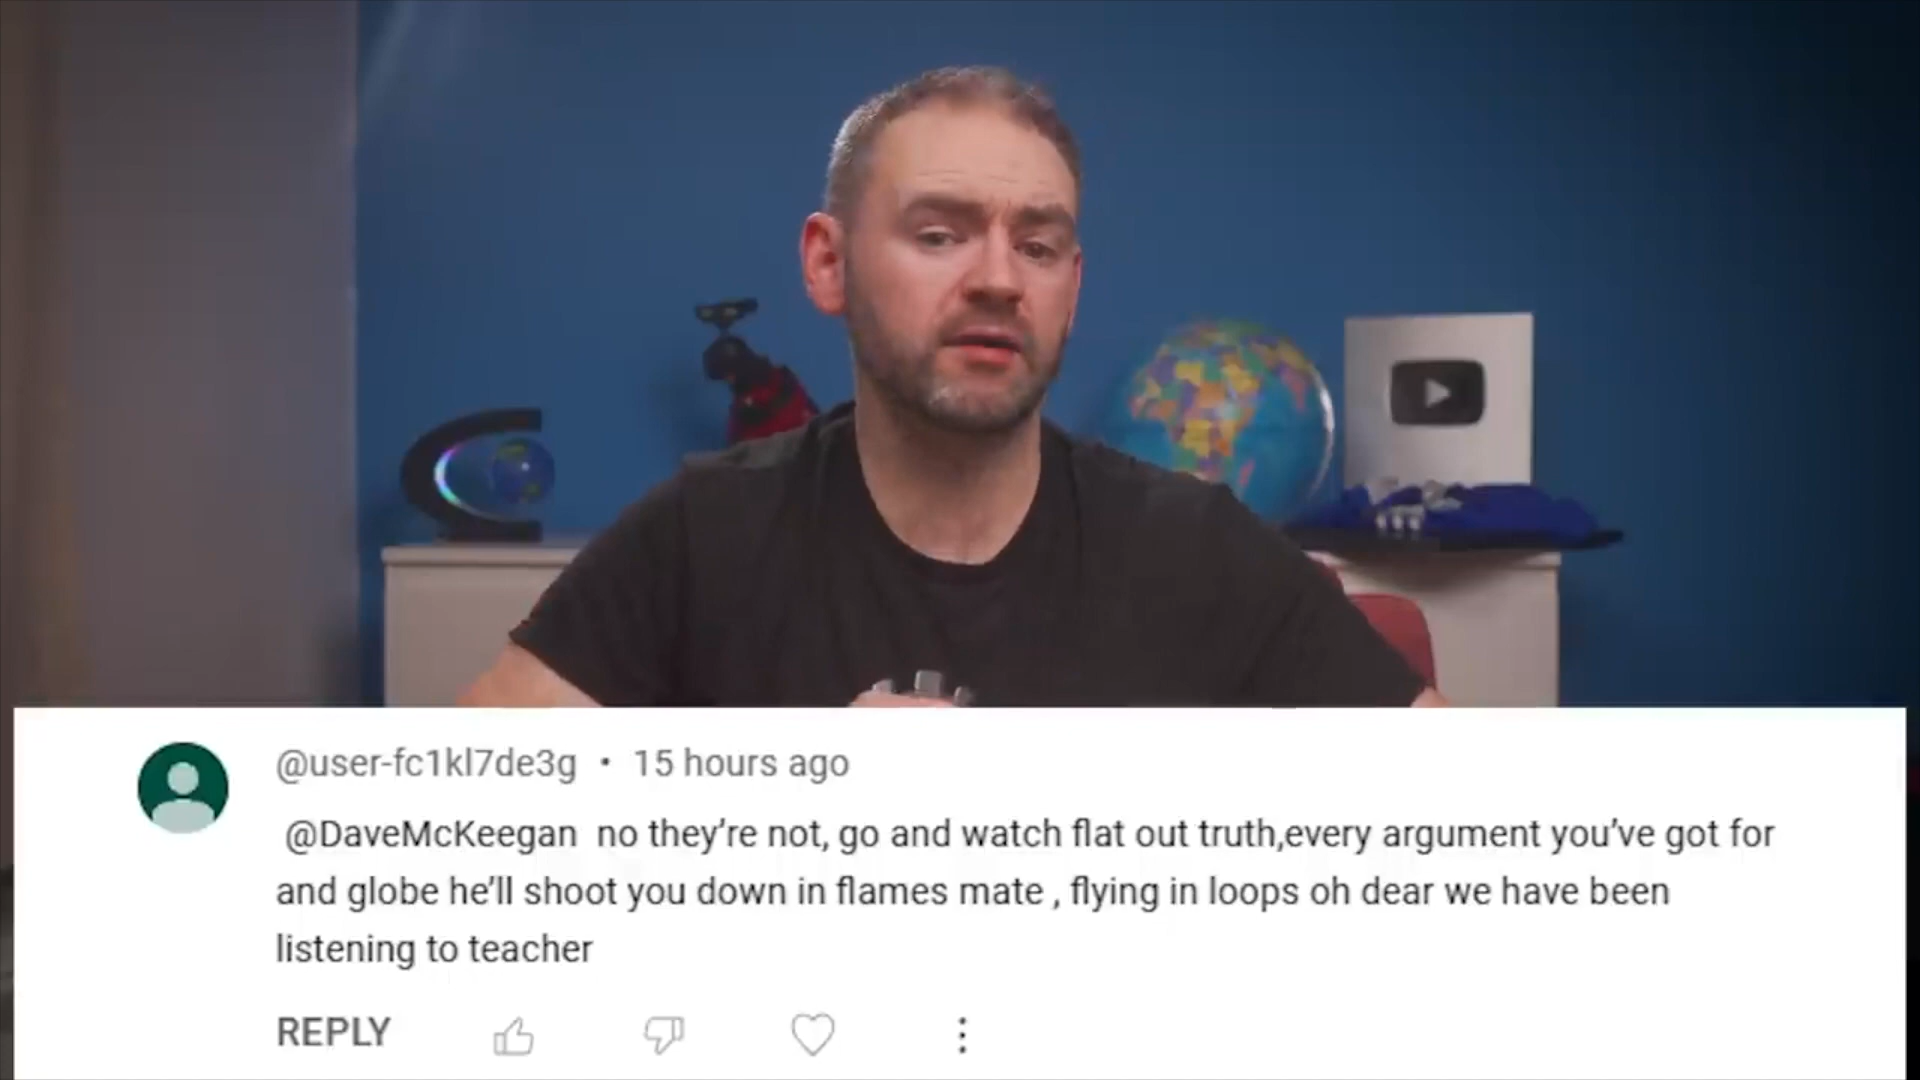 @user-fc1kl7de3g • 15 hours ago
@DaveMcKeegan no they’re not, go and watch flat out truth,every argument you’ve got for
and globe he’ll shoot you down in flames mate , flying in loops oh dear we have been
listening to teacher
REPLY